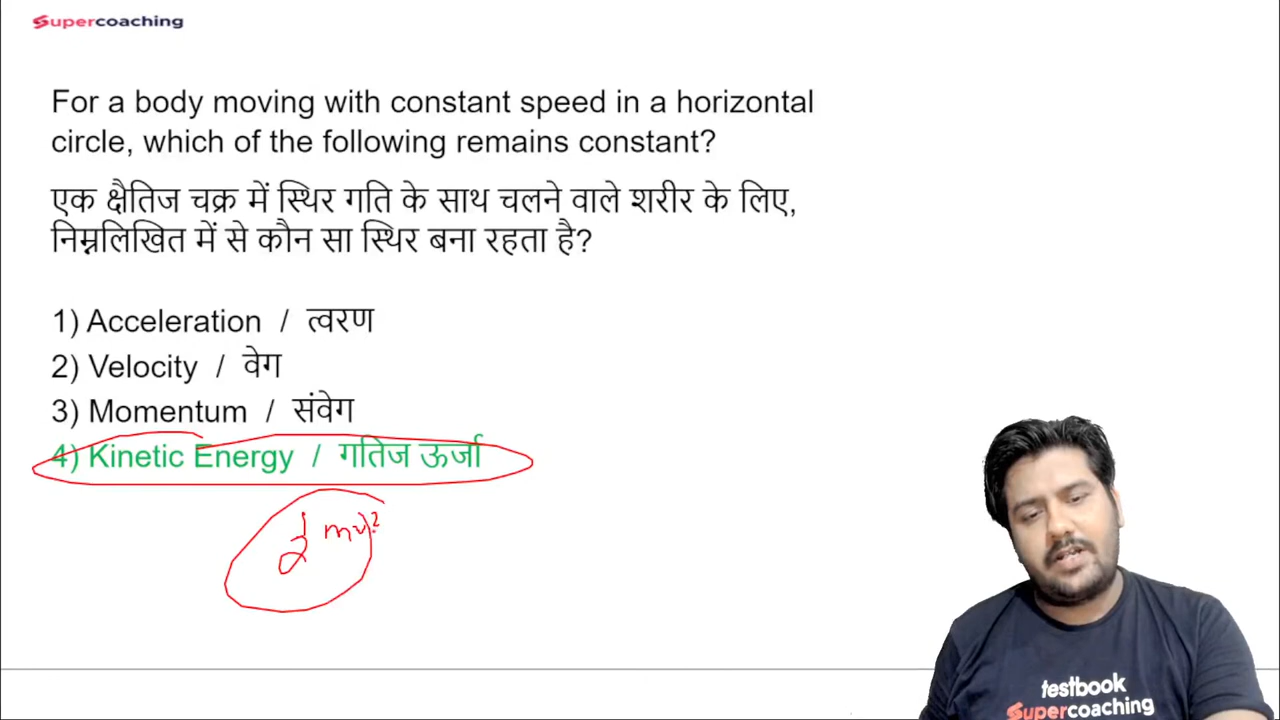 Supercoaching
For a body moving with constant speed in a horizontal
circle, which of the following remains constant?
एक क्षैतिज चक्र में स्थिर गति के साथ चलने वाले शरीर के लिए,
निम्नलिखित में से कौन सा स्थिर बना रहता है?
1) Acceleration / त्वरण
2) Velocity / वेग
3) Momentum / संवेग
4) Kinetic Energy / गतिज ऊर्जा
1/2 mv²
testbook
Supercoaching